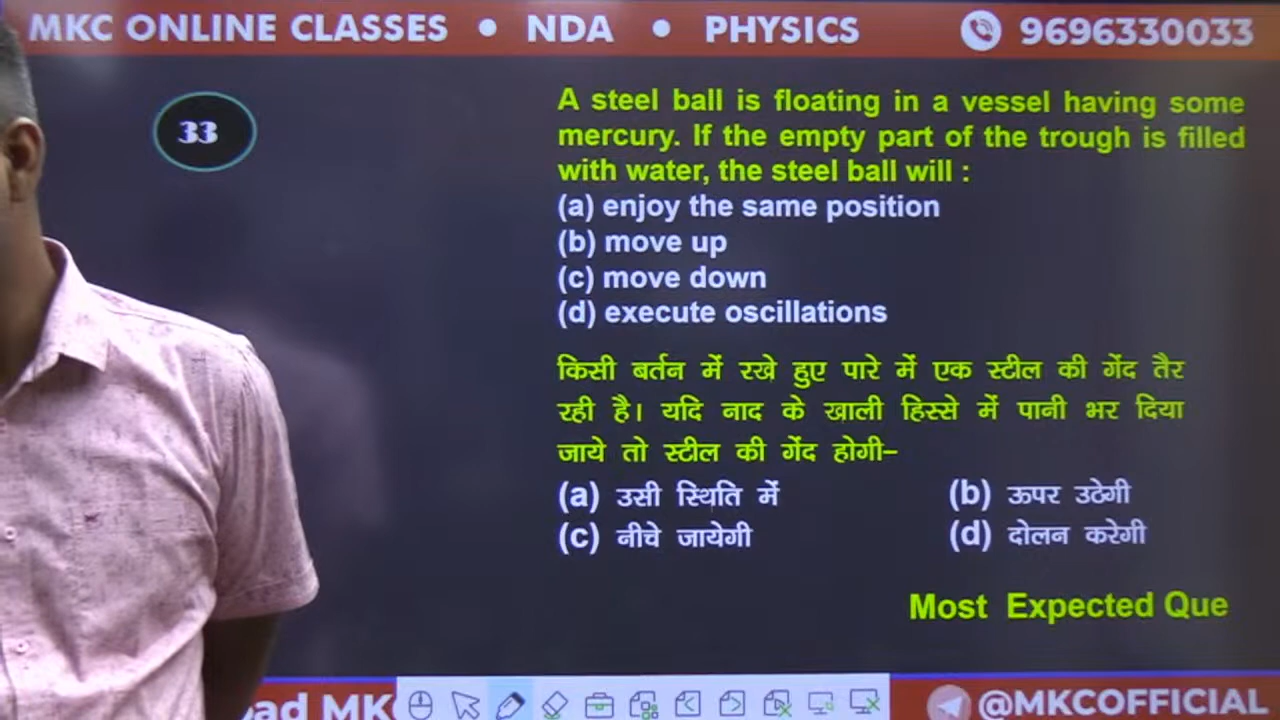 MKC ONLINE CLASSES • NDA • PHYSICS 9696330033
33
A steel ball is floating in a vessel having some
mercury. If the empty part of the trough is filled
with water, the steel ball will :
(a) enjoy the same position
(b) move up
(c) move down
(d) execute oscillations
किसी बर्तन में रखे हुए पारे में एक स्टील की गेंद तैर
रही है। यदि नाद के खाली हिस्से में पानी भर दिया
जाये तो स्टील की गेंद होगी–
(a) उसी स्थिति में (b) ऊपर उठेगी
(c) नीचे जायेगी (d) दोलन करेगी
Most Expected Que
@MKCOFFICIAL